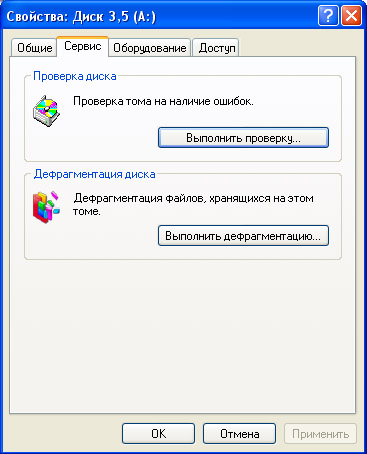 Свойства: Диск 3,5 (A:)
Общие Сервис Оборудование Доступ
Проверка диска
Проверка тома на наличие ошибок.
Выполнить проверку...
Дефрагментация диска
Дефрагментация файлов, хранящихся на этом
томе.
Выполнить дефрагментацию...
OK Отмена Применить